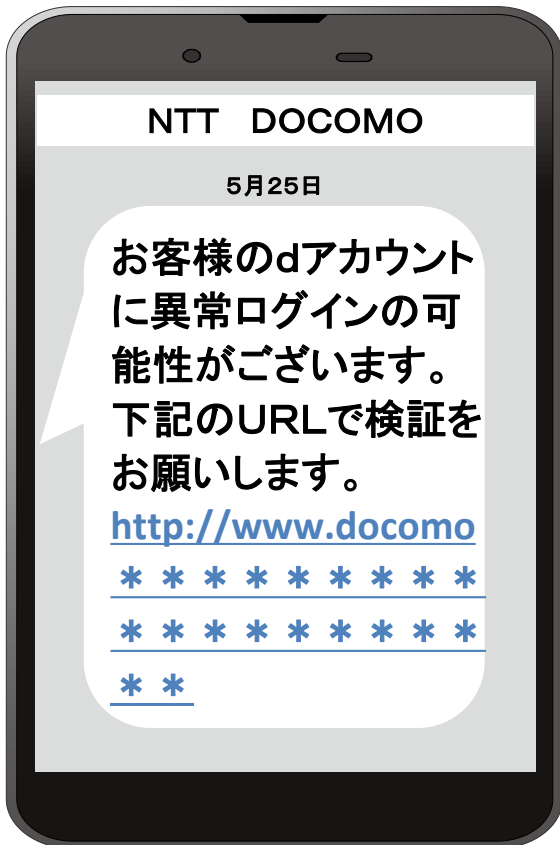 NTT　DOCOMO
5月25日
お客様のdアカウント
に異常ログインの可
能性がございます。
下記のURLで検証を
お願いします。
http://www.docomo
＊＊＊＊＊＊＊＊＊
＊＊＊＊＊＊＊＊＊
＊＊